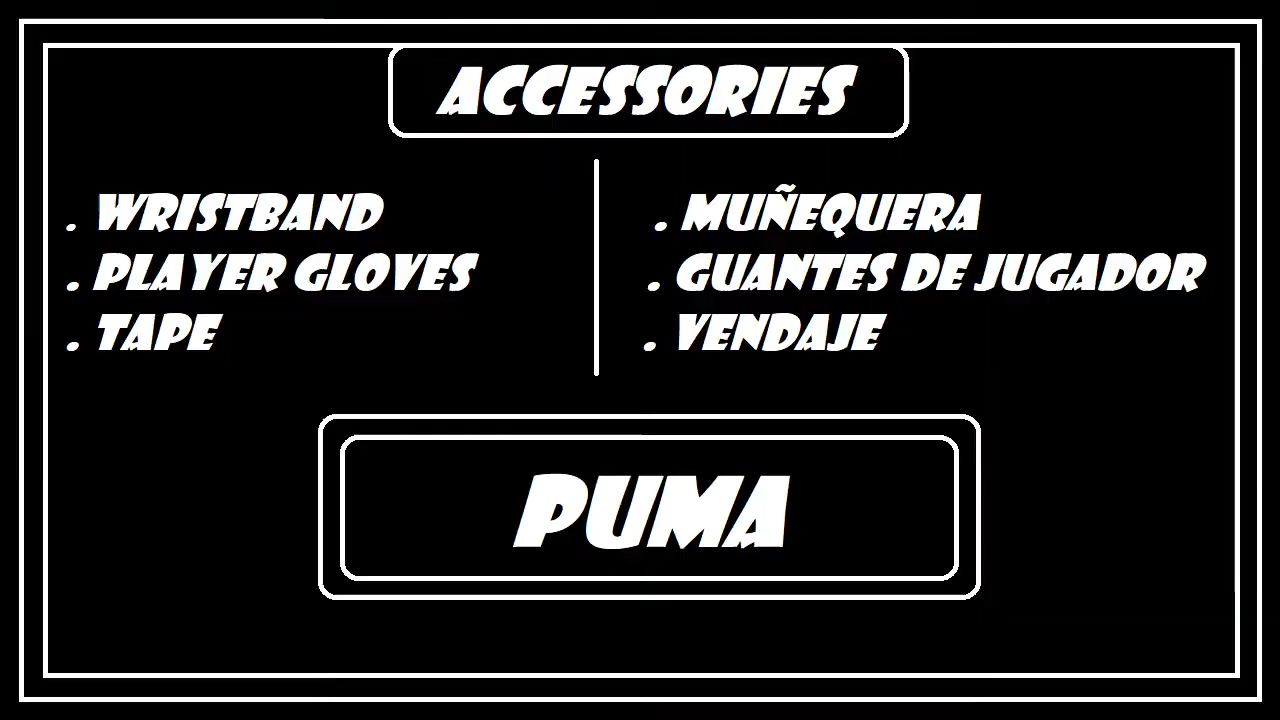 ACCESSORIES
. WRISTBAND
. PLAYER GLOVES
. TAPE
. MUÑEQUERA
. GUANTES DE JUGADOR
. VENDAJE
PUMA